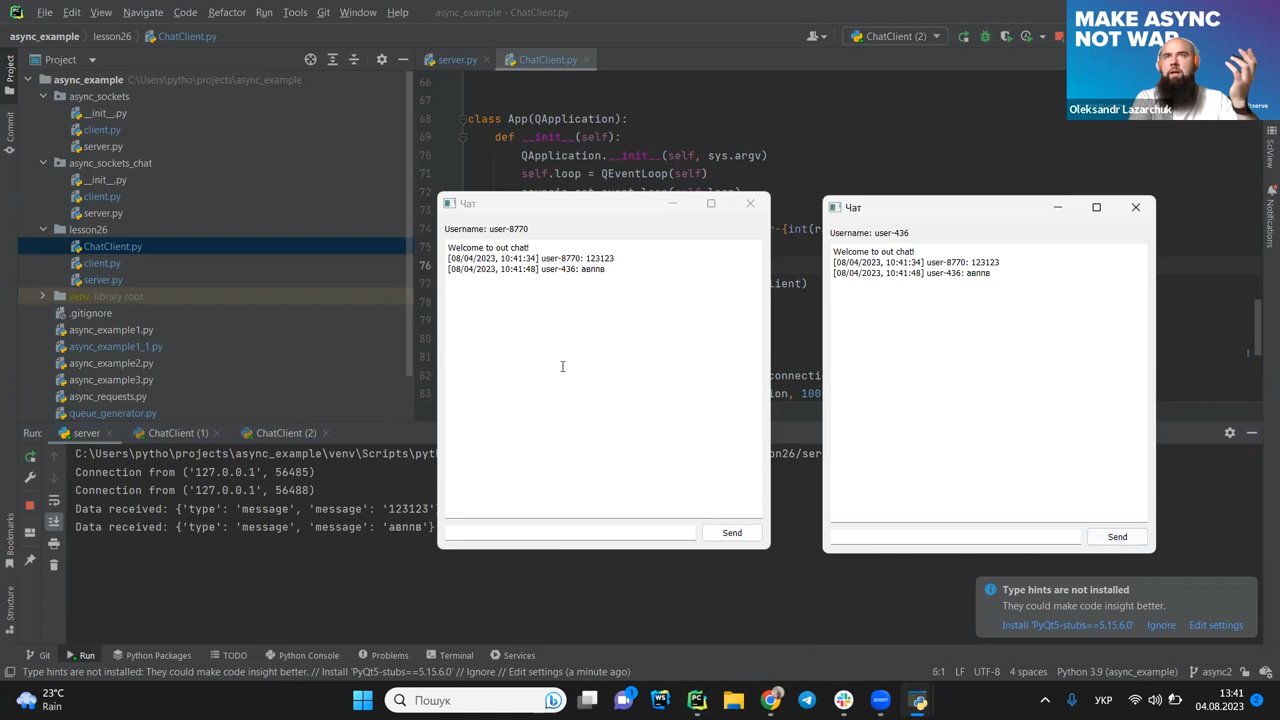 File Edit View Navigate Code Refactor Run Tools Git Window Help async_example - ChatClient.py
async_example lesson26 ChatClient.py
ChatClient (2)
MAKE ASYNC
NOT WAR
Oleksandr Lazarchuk
Project
server.py
ChatClient.py
Project
Commit
Bookmarks
Structure
SciView
Notifications
async_example C:\Users\pytho\projects\async_example
async_sockets
__init__.py
client.py
server.py
async_sockets_chat
__init__.py
client.py
server.py
lesson26
ChatClient.py
client.py
server.py
venv library root
.gitignore
async_example1.py
async_example1_1.py
async_example2.py
async_example3.py
async_requests.py
queue_generator.py
66
67
68 class App(QApplication):
69 def __init__(self):
70 QApplication.__init__(self, sys.argv)
71 self.loop = QEventLoop(self)
72
73
74
75
76
77
78
79
80
81
82
83
Чат
Username: user-8770
Welcome to out chat!
[08/04/2023, 10:41:34] user-8770: 123123
[08/04/2023, 10:41:48] user-436: авппв
Send
Чат
Username: user-436
Welcome to out chat!
[08/04/2023, 10:41:34] user-8770: 123123
[08/04/2023, 10:41:48] user-436: авппв
Send
Run: server ChatClient (1) ChatClient (2)
Connection from ('127.0.0.1', 56485)
Connection from ('127.0.0.1', 56488)
Data received: {'type': 'message', 'message': '123123'
Data received: {'type': 'message', 'message': 'авппв'}
Type hints are not installed
They could make code insight better.
Install 'PyQt5-stubs==5.15.6.0' Ignore Edit settings
Git Run Python Packages TODO Python Console Problems Terminal Services
Type hints are not installed: They could make code insight better. // Install 'PyQt5-stubs==5.15.6.0' // Ignore // Edit settings (a minute ago)
6:1 LF UTF-8 4 spaces Python 3.9 (async_example) async2
23°C
Rain
Пошук
1
WS
PC
УКР
13:41
04.08.2023
2